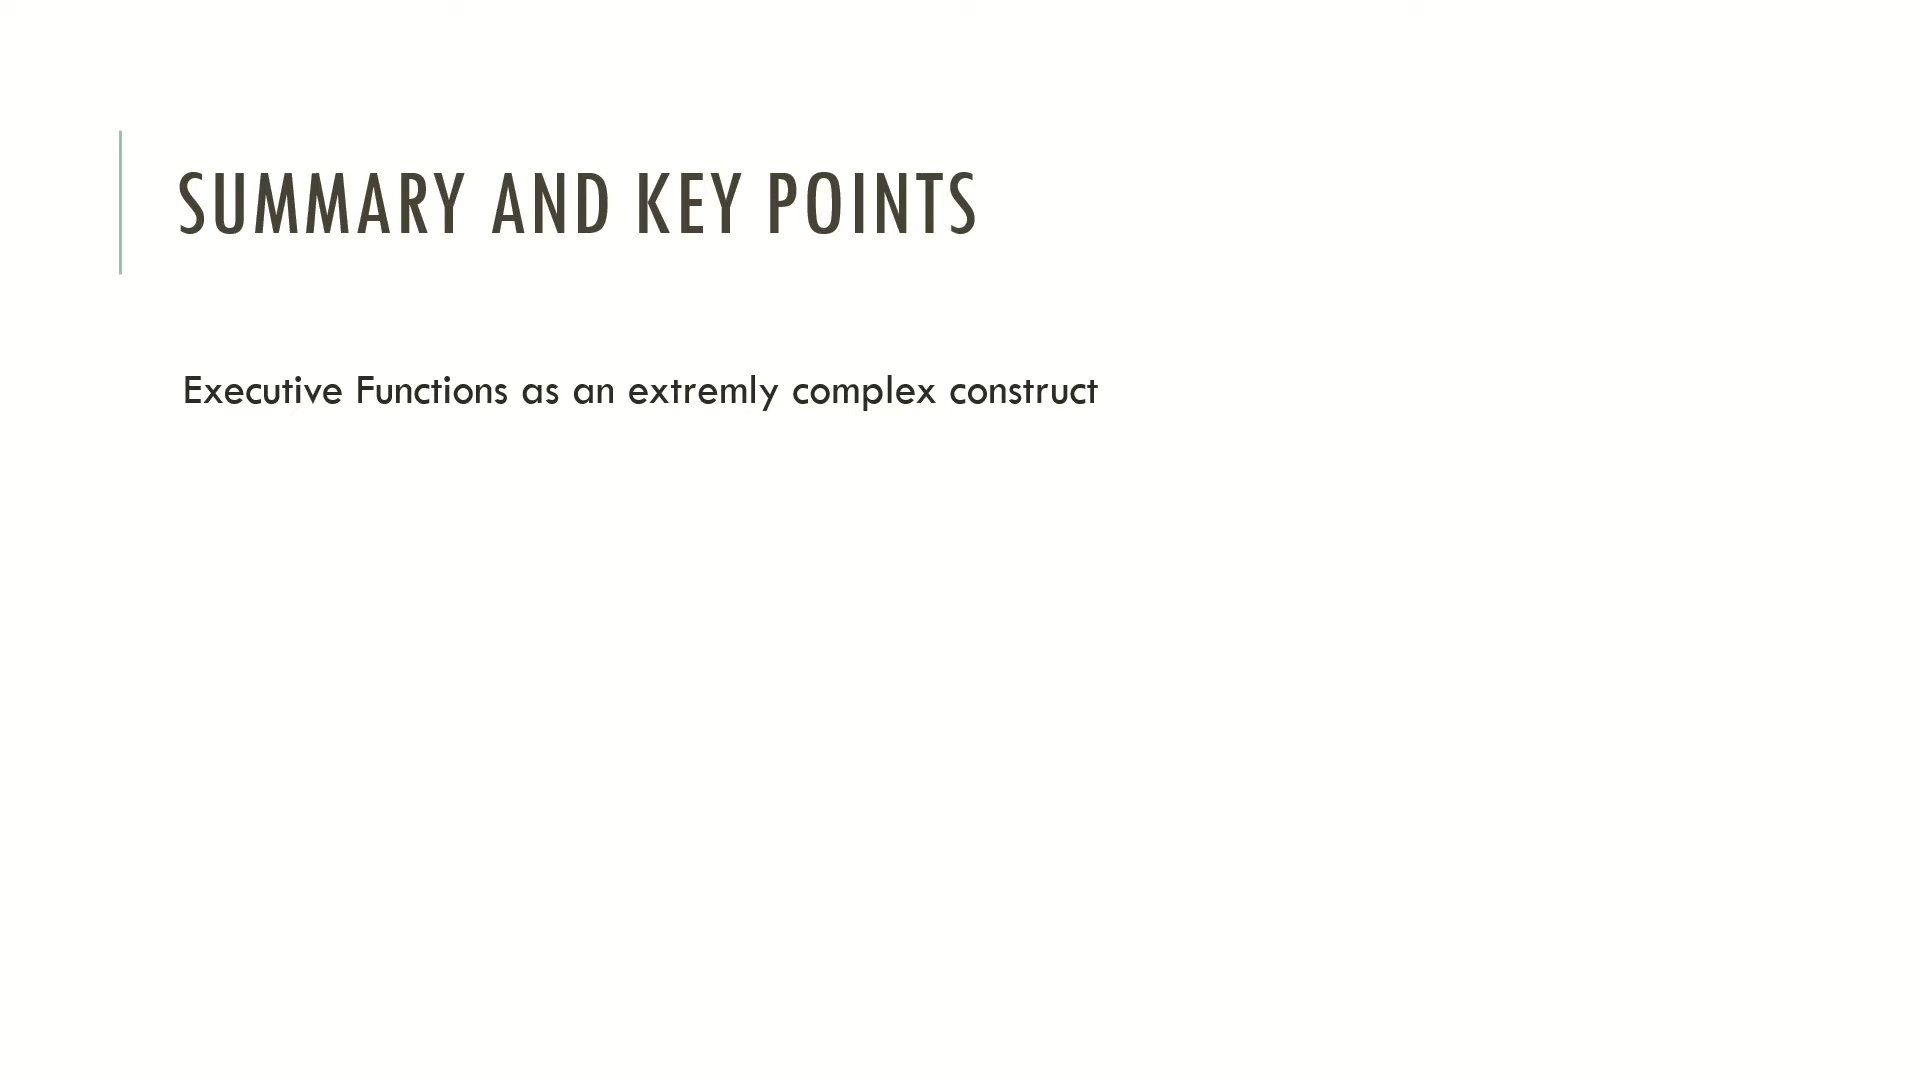 SUMMARY AND KEY POINTS
Executive Functions as an extremly complex construct